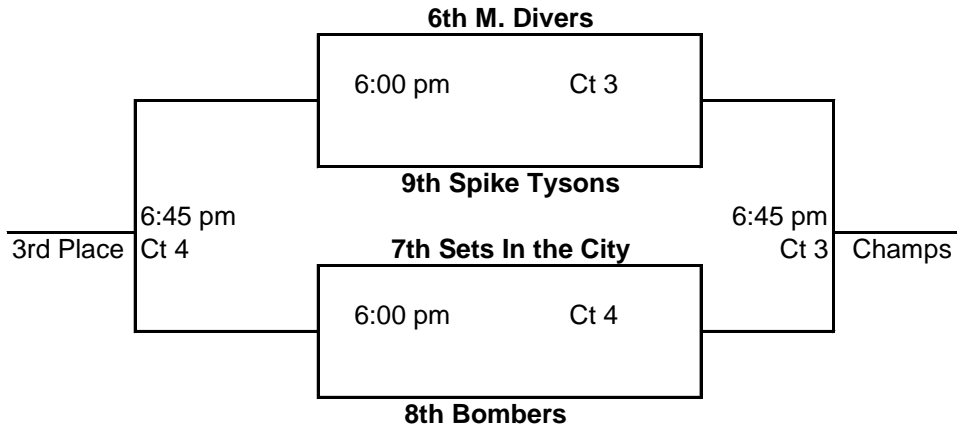 6th M. Divers
6:00 pm Ct 3
9th Spike Tysons
6:45 pm 6:45 pm
3rd Place Ct 4 7th Sets In the City Ct 3 Champs
6:00 pm Ct 4
8th Bombers